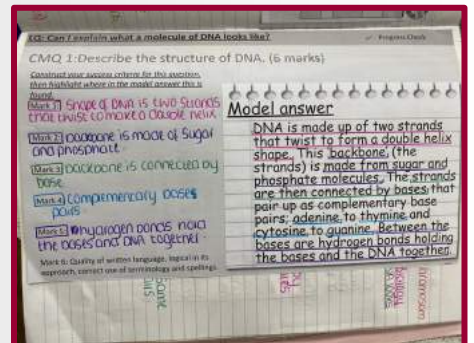 EQ: Can I explain what a molecule of DNA looks like?
Progress Check
CMQ 1:Describe the structure of DNA. (6 marks)
Construct your success criteria for this question,
then highlight where in the model answer this is
found.
Mark 1 Shape of DNA is two strands
that twist to make a double helix
Mark 2 backbone is made of sugar
and phosphate
Mark 3 backbone is connected by
base
Mark 4 complementary bases
pairs
Mark 5 hydrogen bonds hold
the bases and DNA together
Mark 6: Quality of written language, logical in its
approach, correct use of terminology and spellings.
Model answer
DNA is made up of two strands
that twist to form a double helix
shape. This backbone, (the
strands) is made from sugar and
phosphate molecules. The strands
are then connected by bases that
pair up as complementary base
pairs; adenine to thymine and
cytosine to guanine. Between the
bases are hydrogen bonds holding
the bases and the DNA together.